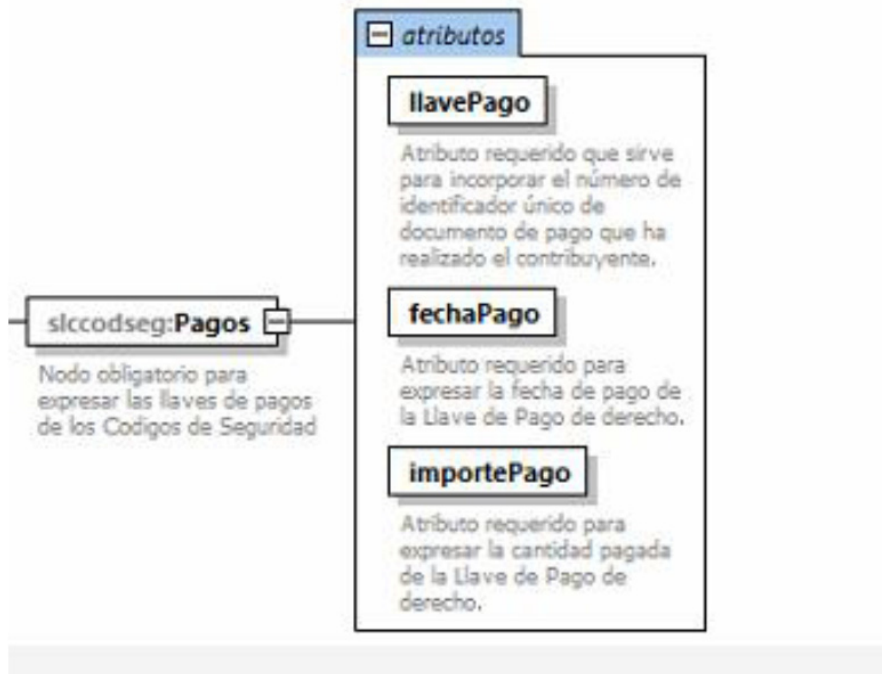 atributos
llavePago
Atributo requerido que sirve
para incorporar el número de
identificador único de
documento de pago que ha
realizado el contribuyente.
slccodseg:Pagos
Nodo obligatorio para
expresar las llaves de pagos
de los Codigos de Seguridad
fechaPago
Atributo requerido para
expresar la fecha de pago de
la Llave de Pago de derecho.
importePago
Atributo requerido para
expresar la cantidad pagada
de la Llave de Pago de
derecho.